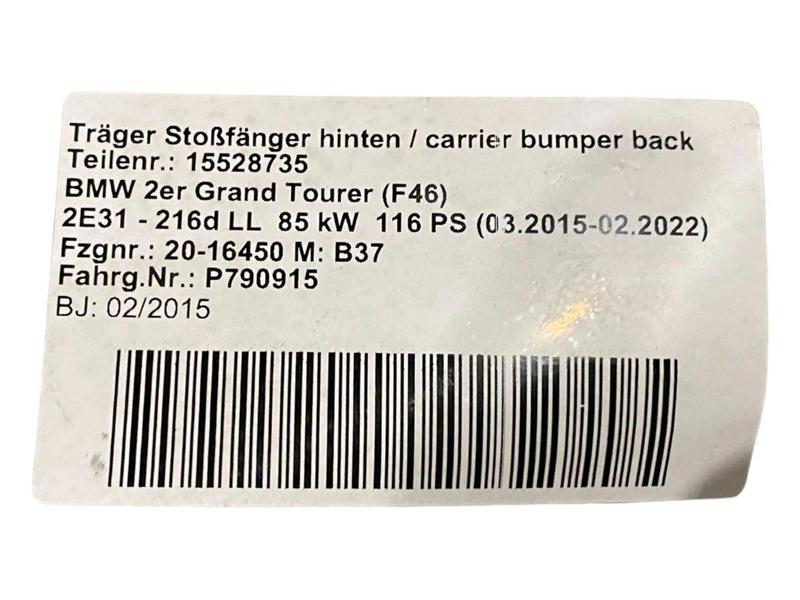 Träger Stoßfänger hinten / carrier bumper back
Teilenr.: 15528735
BMW 2er Grand Tourer (F46)
2E31 - 216d LL 85 kW 116 PS (03.2015-02.2022)
Fzgnr.: 20-16450 M: B37
Fahrg.Nr.: P790915
BJ: 02/2015